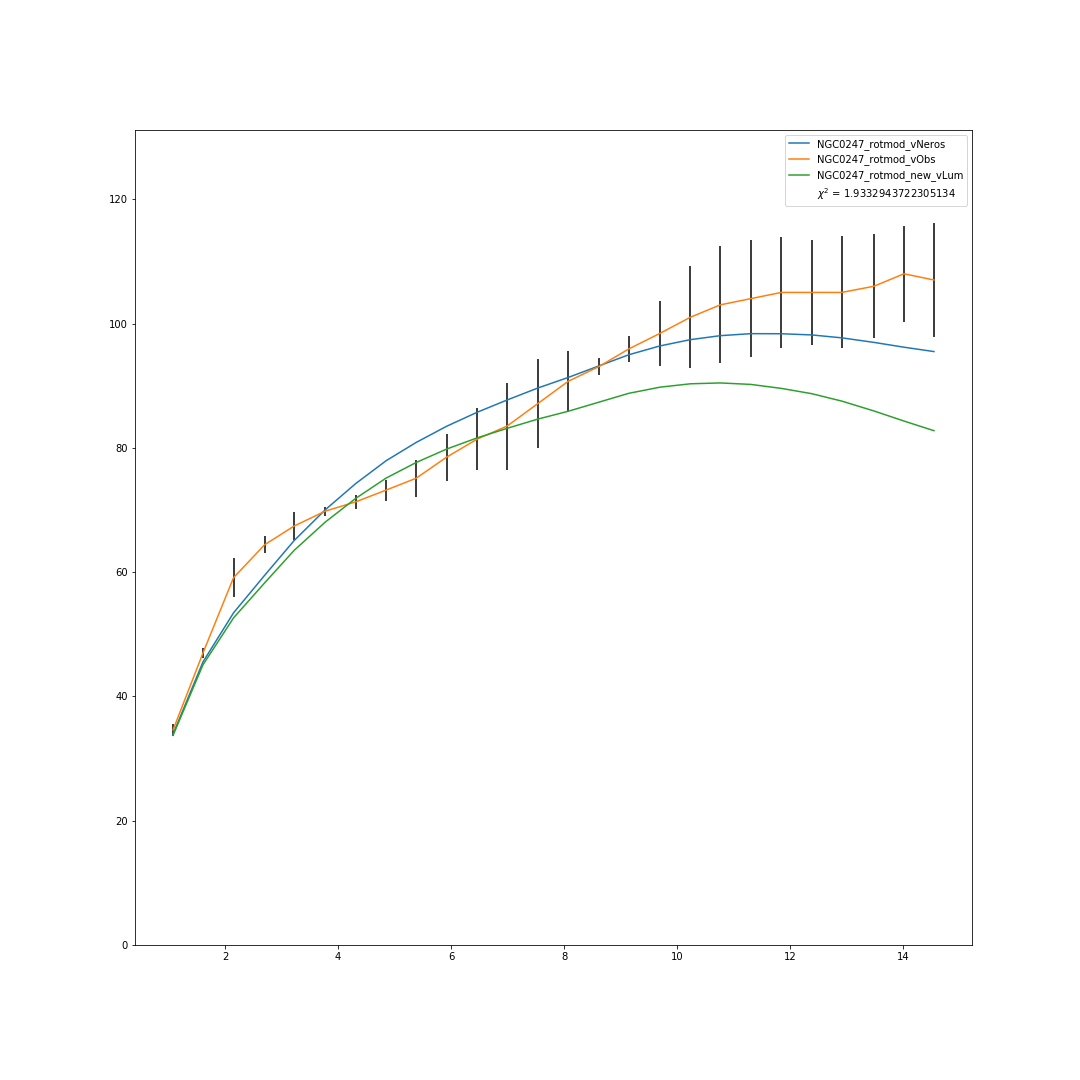 NGC0247_rotmod_vNeros
NGC0247_rotmod_vObs
NGC0247_rotmod_new_vLum
χ² = 1.9332943722305134
120
100
80
60
40
20
0
2 4 6 8 10 12 14